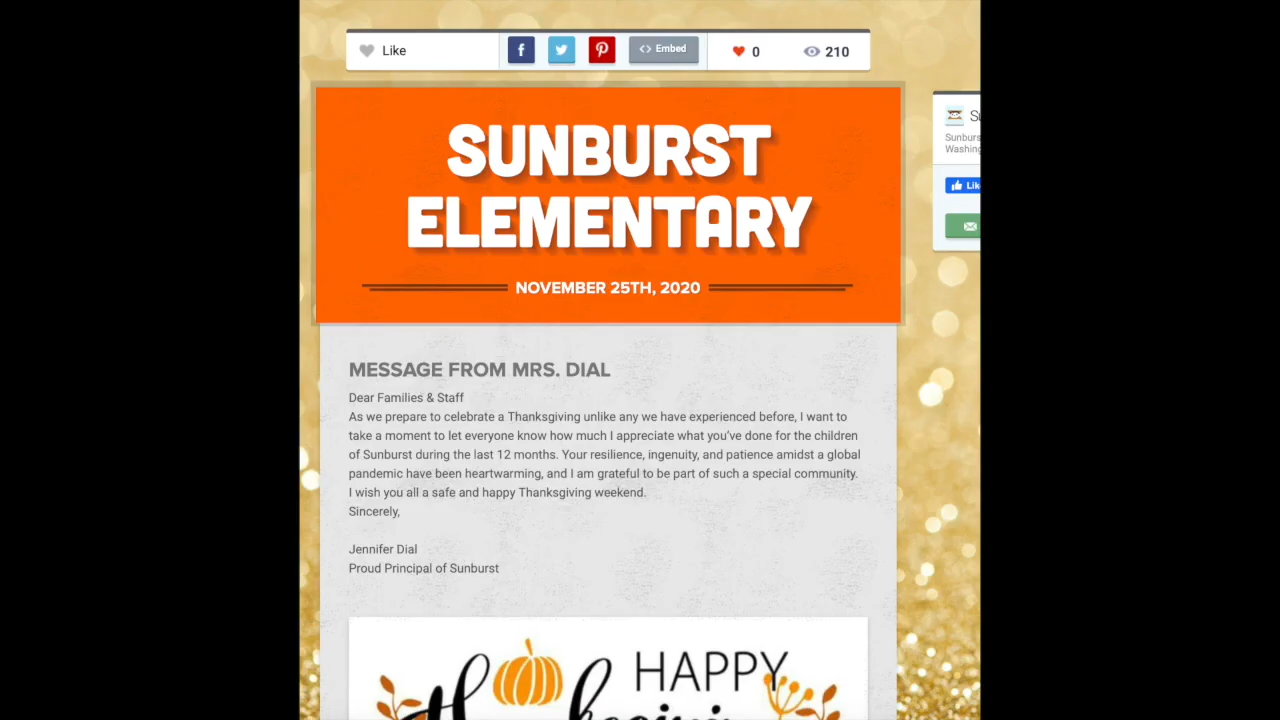 Like
f
<> Embed
0
210
SUNBURST
ELEMENTARY
NOVEMBER 25TH, 2020
Sunburs
Washing
Lik
MESSAGE FROM MRS. DIAL
Dear Families & Staff
As we prepare to celebrate a Thanksgiving unlike any we have experienced before, I want to
take a moment to let everyone know how much I appreciate what you've done for the children
of Sunburst during the last 12 months. Your resilience, ingenuity, and patience amidst a global
pandemic have been heartwarming, and I am grateful to be part of such a special community.
I wish you all a safe and happy Thanksgiving weekend.
Sincerely,
Jennifer Dial
Proud Principal of Sunburst
HAPPY